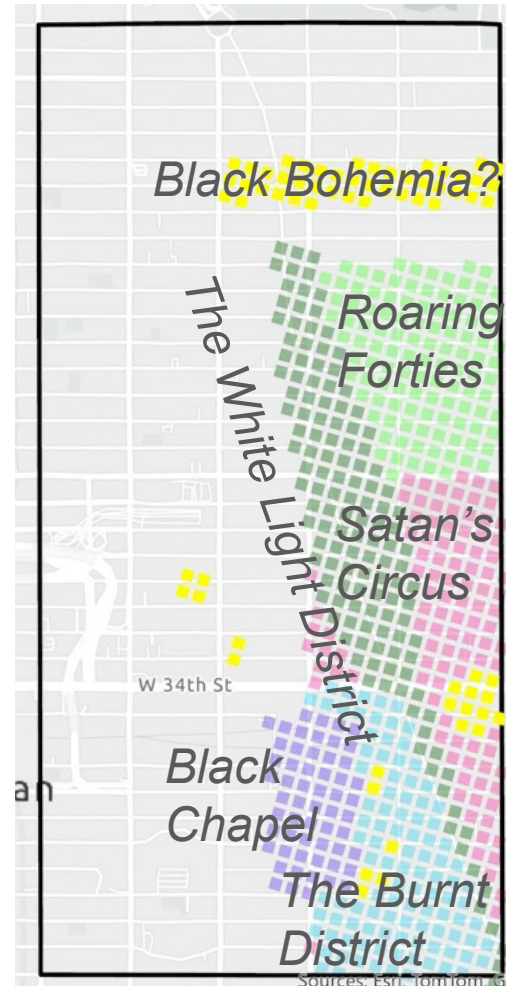 Black Bohemia?
The White Light District
Roaring
Forties
Satan's
Circus
W 34th St
Black
Chapel
an
The Burnt
District
Sources: Esri, TomTom, G